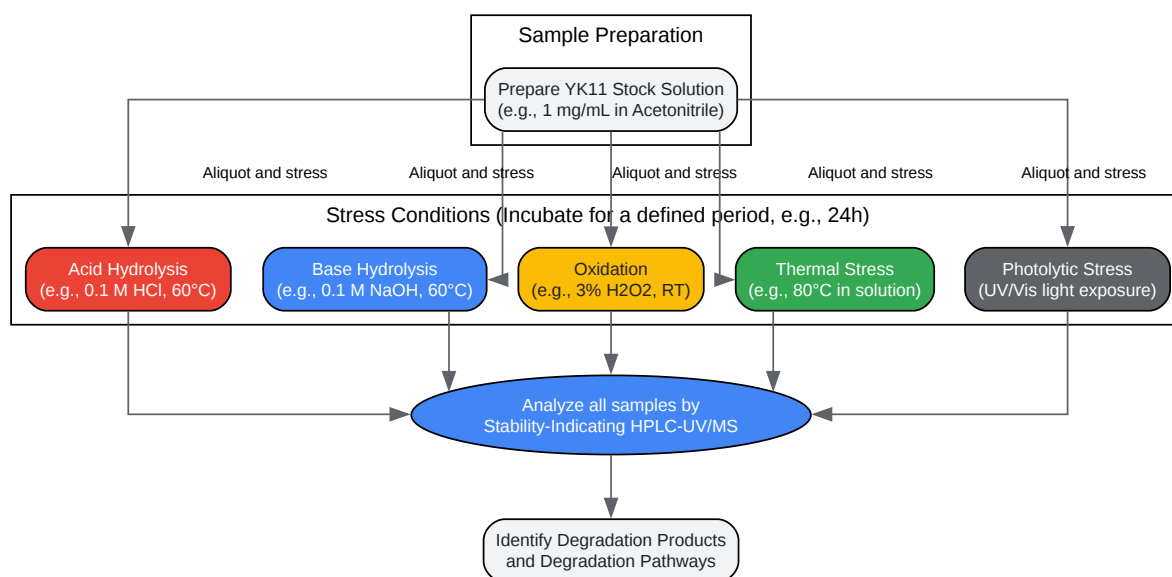 Sample Preparation
Prepare YK11 Stock Solution
(e.g., 1 mg/mL in Acetonitrile)
Aliquot and stress
Aliquot and stress
Aliquot and stress
Aliquot and stress
Aliquot and stress
Stress Conditions (Incubate for a defined period, e.g., 24h)
Acid Hydrolysis
(e.g., 0.1 M HCl, 60°C)
Base Hydrolysis
(e.g., 0.1 M NaOH, 60°C)
Oxidation
(e.g., 3% H2O2, RT)
Thermal Stress
(e.g., 80°C in solution)
Photolytic Stress
(UV/Vis light exposure)
Analyze all samples by
Stability-Indicating HPLC-UV/MS
Identify Degradation Products
and Degradation Pathways